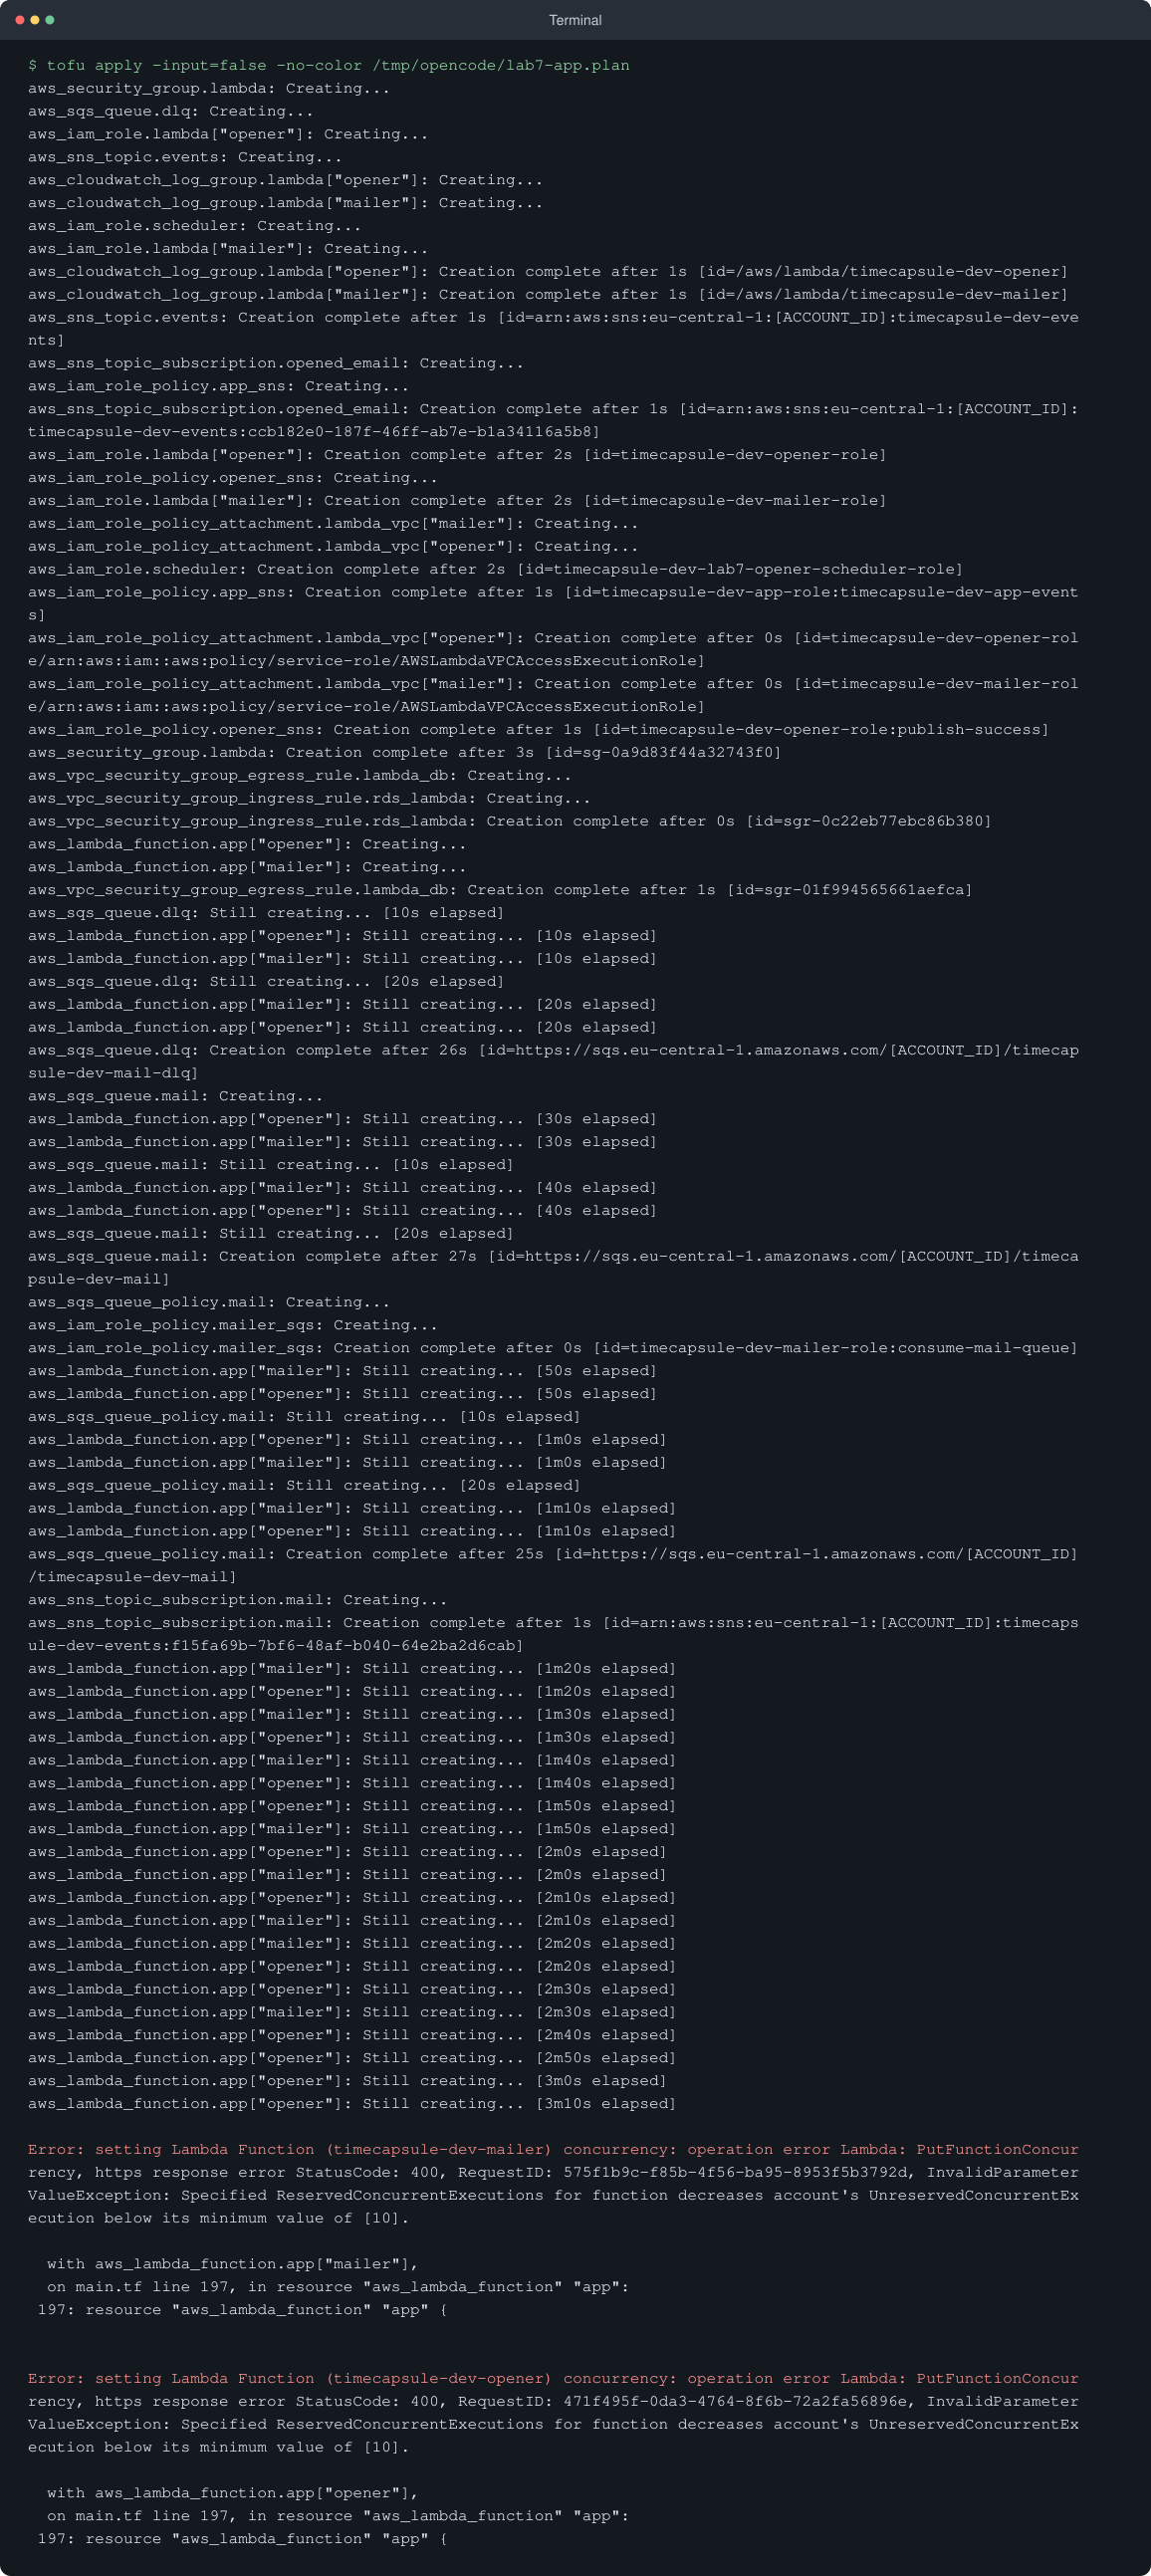 Terminal
$ tofu apply -input=false -no-color /tmp/opencode/lab7-app.plan
aws_security_group.lambda: Creating...
aws_sqs_queue.dlq: Creating...
aws_iam_role.lambda["opener"]: Creating...
aws_sns_topic.events: Creating...
aws_cloudwatch_log_group.lambda["opener"]: Creating...
aws_cloudwatch_log_group.lambda["mailer"]: Creating...
aws_iam_role.scheduler: Creating...
aws_iam_role.lambda["mailer"]: Creating...
aws_cloudwatch_log_group.lambda["opener"]: Creation complete after 1s [id=/aws/lambda/timecapsule-dev-opener]
aws_cloudwatch_log_group.lambda["mailer"]: Creation complete after 1s [id=/aws/lambda/timecapsule-dev-mailer]
aws_sns_topic.events: Creation complete after 1s [id=arn:aws:sns:eu-central-1:[ACCOUNT_ID]:timecapsule-dev-eve
nts]
aws_sns_topic_subscription.opened_email: Creating...
aws_iam_role_policy.app_sns: Creating...
aws_sns_topic_subscription.opened_email: Creation complete after 1s [id=arn:aws:sns:eu-central-1:[ACCOUNT_ID]:
timecapsule-dev-events:ccb182e0-187f-46ff-ab7e-b1a34116a5b8]
aws_iam_role.lambda["opener"]: Creation complete after 2s [id=timecapsule-dev-opener-role]
aws_iam_role_policy.opener_sns: Creating...
aws_iam_role.lambda["mailer"]: Creation complete after 2s [id=timecapsule-dev-mailer-role]
aws_iam_role_policy_attachment.lambda_vpc["mailer"]: Creating...
aws_iam_role_policy_attachment.lambda_vpc["opener"]: Creating...
aws_iam_role.scheduler: Creation complete after 2s [id=timecapsule-dev-lab7-opener-scheduler-role]
aws_iam_role_policy.app_sns: Creation complete after 1s [id=timecapsule-dev-app-role:timecapsule-dev-app-event
s]
aws_iam_role_policy_attachment.lambda_vpc["opener"]: Creation complete after 0s [id=timecapsule-dev-opener-rol
e/arn:aws:iam::aws:policy/service-role/AWSLambdaVPCAccessExecutionRole]
aws_iam_role_policy_attachment.lambda_vpc["mailer"]: Creation complete after 0s [id=timecapsule-dev-mailer-rol
e/arn:aws:iam::aws:policy/service-role/AWSLambdaVPCAccessExecutionRole]
aws_iam_role_policy.opener_sns: Creation complete after 1s [id=timecapsule-dev-opener-role:publish-success]
aws_security_group.lambda: Creation complete after 3s [id=sg-0a9d83f44a32743f0]
aws_vpc_security_group_egress_rule.lambda_db: Creating...
aws_vpc_security_group_ingress_rule.rds_lambda: Creating...
aws_vpc_security_group_ingress_rule.rds_lambda: Creation complete after 0s [id=sgr-0c22eb77ebc86b380]
aws_lambda_function.app["opener"]: Creating...
aws_lambda_function.app["mailer"]: Creating...
aws_vpc_security_group_egress_rule.lambda_db: Creation complete after 1s [id=sgr-01f994565661aefca]
aws_sqs_queue.dlq: Still creating... [10s elapsed]
aws_lambda_function.app["opener"]: Still creating... [10s elapsed]
aws_lambda_function.app["mailer"]: Still creating... [10s elapsed]
aws_sqs_queue.dlq: Still creating... [20s elapsed]
aws_lambda_function.app["mailer"]: Still creating... [20s elapsed]
aws_lambda_function.app["opener"]: Still creating... [20s elapsed]
aws_sqs_queue.dlq: Creation complete after 26s [id=https://sqs.eu-central-1.amazonaws.com/[ACCOUNT_ID]/timecap
sule-dev-mail-dlq]
aws_sqs_queue.mail: Creating...
aws_lambda_function.app["opener"]: Still creating... [30s elapsed]
aws_lambda_function.app["mailer"]: Still creating... [30s elapsed]
aws_sqs_queue.mail: Still creating... [10s elapsed]
aws_lambda_function.app["mailer"]: Still creating... [40s elapsed]
aws_lambda_function.app["opener"]: Still creating... [40s elapsed]
aws_sqs_queue.mail: Still creating... [20s elapsed]
aws_sqs_queue.mail: Creation complete after 27s [id=https://sqs.eu-central-1.amazonaws.com/[ACCOUNT_ID]/timeca
psule-dev-mail]
aws_sqs_queue_policy.mail: Creating...
aws_iam_role_policy.mailer_sqs: Creating...
aws_iam_role_policy.mailer_sqs: Creation complete after 0s [id=timecapsule-dev-mailer-role:consume-mail-queue]
aws_lambda_function.app["mailer"]: Still creating... [50s elapsed]
aws_lambda_function.app["opener"]: Still creating... [50s elapsed]
aws_sqs_queue_policy.mail: Still creating... [10s elapsed]
aws_lambda_function.app["opener"]: Still creating... [1m0s elapsed]
aws_lambda_function.app["mailer"]: Still creating... [1m0s elapsed]
aws_sqs_queue_policy.mail: Still creating... [20s elapsed]
aws_lambda_function.app["mailer"]: Still creating... [1m10s elapsed]
aws_lambda_function.app["opener"]: Still creating... [1m10s elapsed]
aws_sqs_queue_policy.mail: Creation complete after 25s [id=https://sqs.eu-central-1.amazonaws.com/[ACCOUNT_ID]
/timecapsule-dev-mail]
aws_sns_topic_subscription.mail: Creating...
aws_sns_topic_subscription.mail: Creation complete after 1s [id=arn:aws:sns:eu-central-1:[ACCOUNT_ID]:timecaps
ule-dev-events:f15fa69b-7bf6-48af-b040-64e2ba2d6cab]
aws_lambda_function.app["mailer"]: Still creating... [1m20s elapsed]
aws_lambda_function.app["opener"]: Still creating... [1m20s elapsed]
aws_lambda_function.app["mailer"]: Still creating... [1m30s elapsed]
aws_lambda_function.app["opener"]: Still creating... [1m30s elapsed]
aws_lambda_function.app["mailer"]: Still creating... [1m40s elapsed]
aws_lambda_function.app["opener"]: Still creating... [1m40s elapsed]
aws_lambda_function.app["opener"]: Still creating... [1m50s elapsed]
aws_lambda_function.app["mailer"]: Still creating... [1m50s elapsed]
aws_lambda_function.app["opener"]: Still creating... [2m0s elapsed]
aws_lambda_function.app["mailer"]: Still creating... [2m0s elapsed]
aws_lambda_function.app["opener"]: Still creating... [2m10s elapsed]
aws_lambda_function.app["mailer"]: Still creating... [2m10s elapsed]
aws_lambda_function.app["mailer"]: Still creating... [2m20s elapsed]
aws_lambda_function.app["opener"]: Still creating... [2m20s elapsed]
aws_lambda_function.app["opener"]: Still creating... [2m30s elapsed]
aws_lambda_function.app["mailer"]: Still creating... [2m30s elapsed]
aws_lambda_function.app["opener"]: Still creating... [2m40s elapsed]
aws_lambda_function.app["opener"]: Still creating... [2m50s elapsed]
aws_lambda_function.app["opener"]: Still creating... [3m0s elapsed]
aws_lambda_function.app["opener"]: Still creating... [3m10s elapsed]
Error: setting Lambda Function (timecapsule-dev-mailer) concurrency: operation error Lambda: PutFunctionConcur
rency, https response error StatusCode: 400, RequestID: 575f1b9c-f85b-4f56-ba95-8953f5b3792d, InvalidParameter
ValueException: Specified ReservedConcurrentExecutions for function decreases account's UnreservedConcurrentEx
ecution below its minimum value of [10].
with aws_lambda_function.app["mailer"],
on main.tf line 197, in resource "aws_lambda_function" "app":
197: resource "aws_lambda_function" "app" {
Error: setting Lambda Function (timecapsule-dev-opener) concurrency: operation error Lambda: PutFunctionConcur
rency, https response error StatusCode: 400, RequestID: 471f495f-0da3-4764-8f6b-72a2fa56896e, InvalidParameter
ValueException: Specified ReservedConcurrentExecutions for function decreases account's UnreservedConcurrentEx
ecution below its minimum value of [10].
with aws_lambda_function.app["opener"],
on main.tf line 197, in resource "aws_lambda_function" "app":
197: resource "aws_lambda_function" "app" {